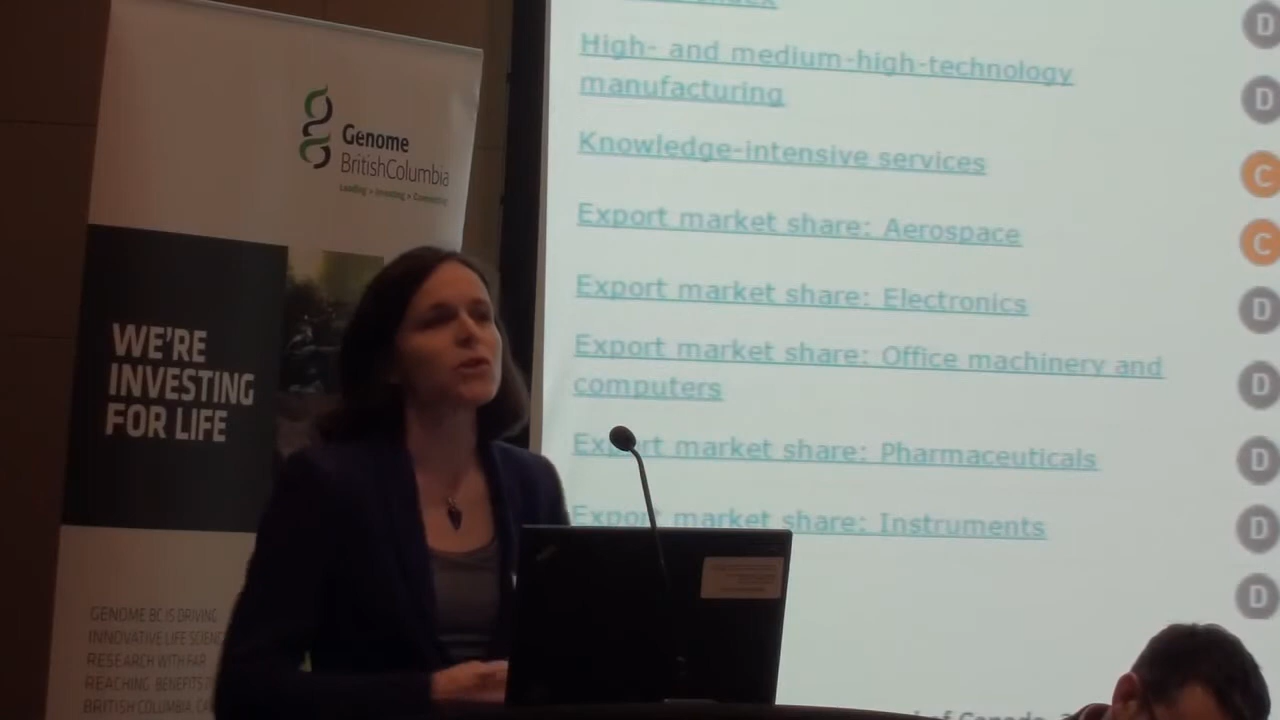 Genome
BritishColumbia
WE'RE
INVESTING
FOR LIFE
GENOME BC IS DRIVING
INNOVATIVE LIFE
RESEARCH WITH FAR
REACHING BENEFITS
BRITISH COLUMBIA,
D
High- and medium-high-technology
manufacturing
D
Knowledge-intensive services
C
Export market share: Aerospace
C
Export market share: Electronics
D
Export market share: Office machinery and
computers
D
Export market share: Pharmaceuticals
D
Export market share: Instruments
D
D
of Canada